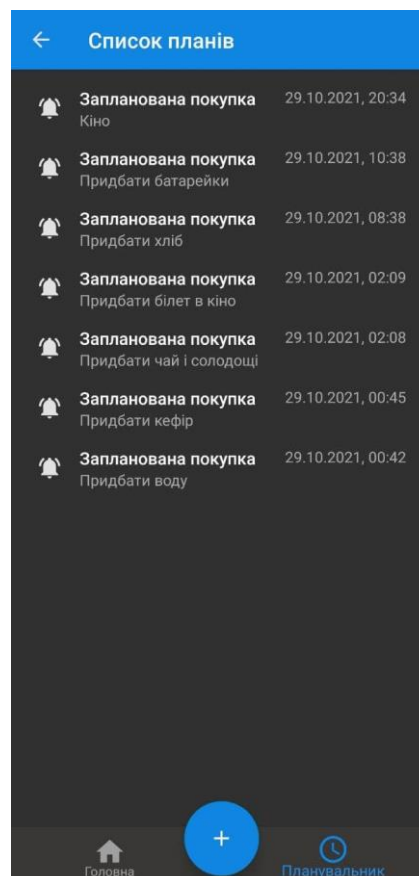 Список планів
Запланована покупка 29.10.2021, 20:34
Кіно
Запланована покупка 29.10.2021, 10:38
Придбати батарейки
Запланована покупка 29.10.2021, 08:38
Придбати хліб
Запланована покупка 29.10.2021, 02:09
Придбати білет в кіно
Запланована покупка 29.10.2021, 02:08
Придбати чай і солодощі
Запланована покупка 29.10.2021, 00:45
Придбати кефір
Запланована покупка 29.10.2021, 00:42
Придбати воду
+
Головна Планувальник